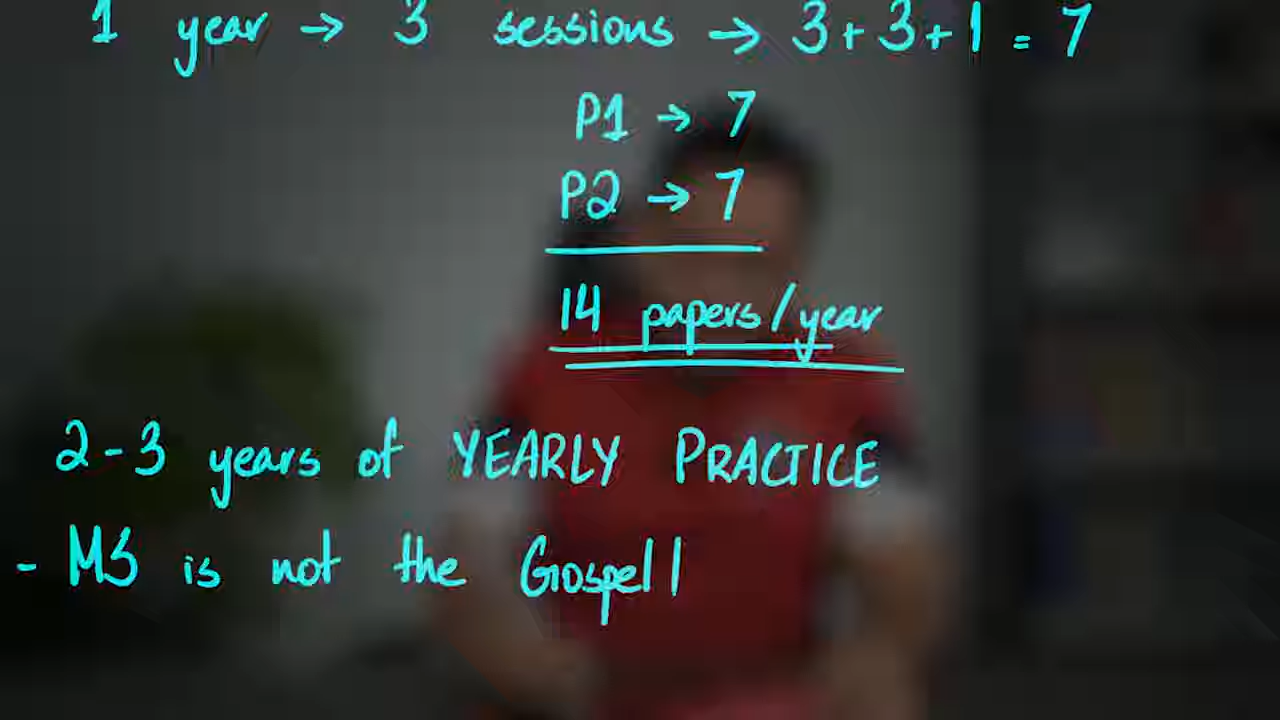 1 year → 3 sessions → 3 + 3 + 1 = 7
P1 → 7
P2 → 7
14 papers/year
2-3 years of YEARLY PRACTICE
- MS is not the Gospel!